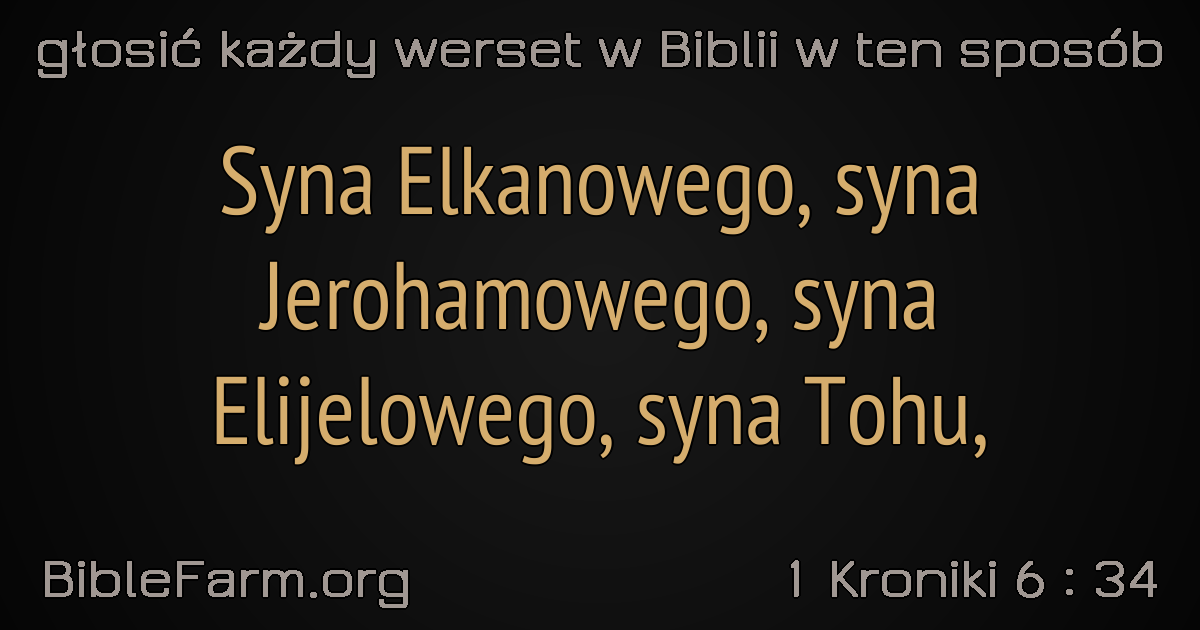 głosić każdy werset w Biblii w ten sposób
Syna Elkanowego, syna
Jerohamowego, syna
Elijelowego, syna Tohu,
BibleFarm.org
1 Kroniki 6 : 34